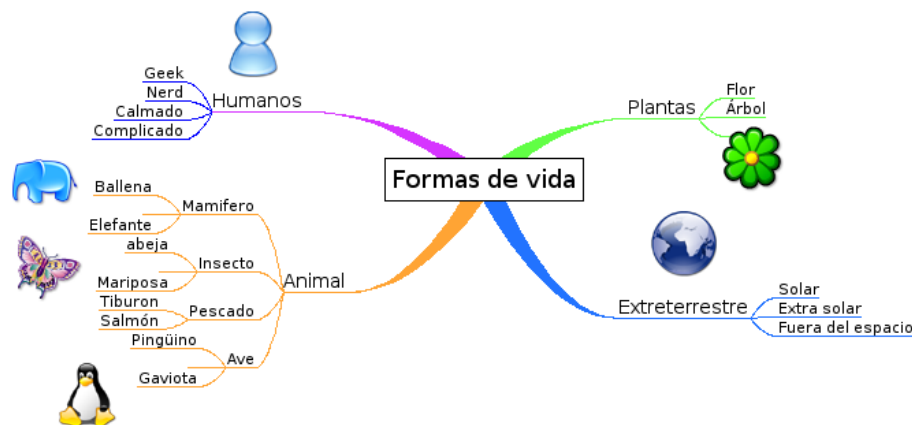 Formas de vida
Humanos
Geek
Nerd
Calmado
Complicado
Animal
Mamifero
Ballena
Elefante
Insecto
abeja
Mariposa
Pescado
Tiburon
Salmón
Ave
Pingüino
Gaviota
Plantas
Flor
Árbol
Extreterrestre
Solar
Extra solar
Fuera del espacio